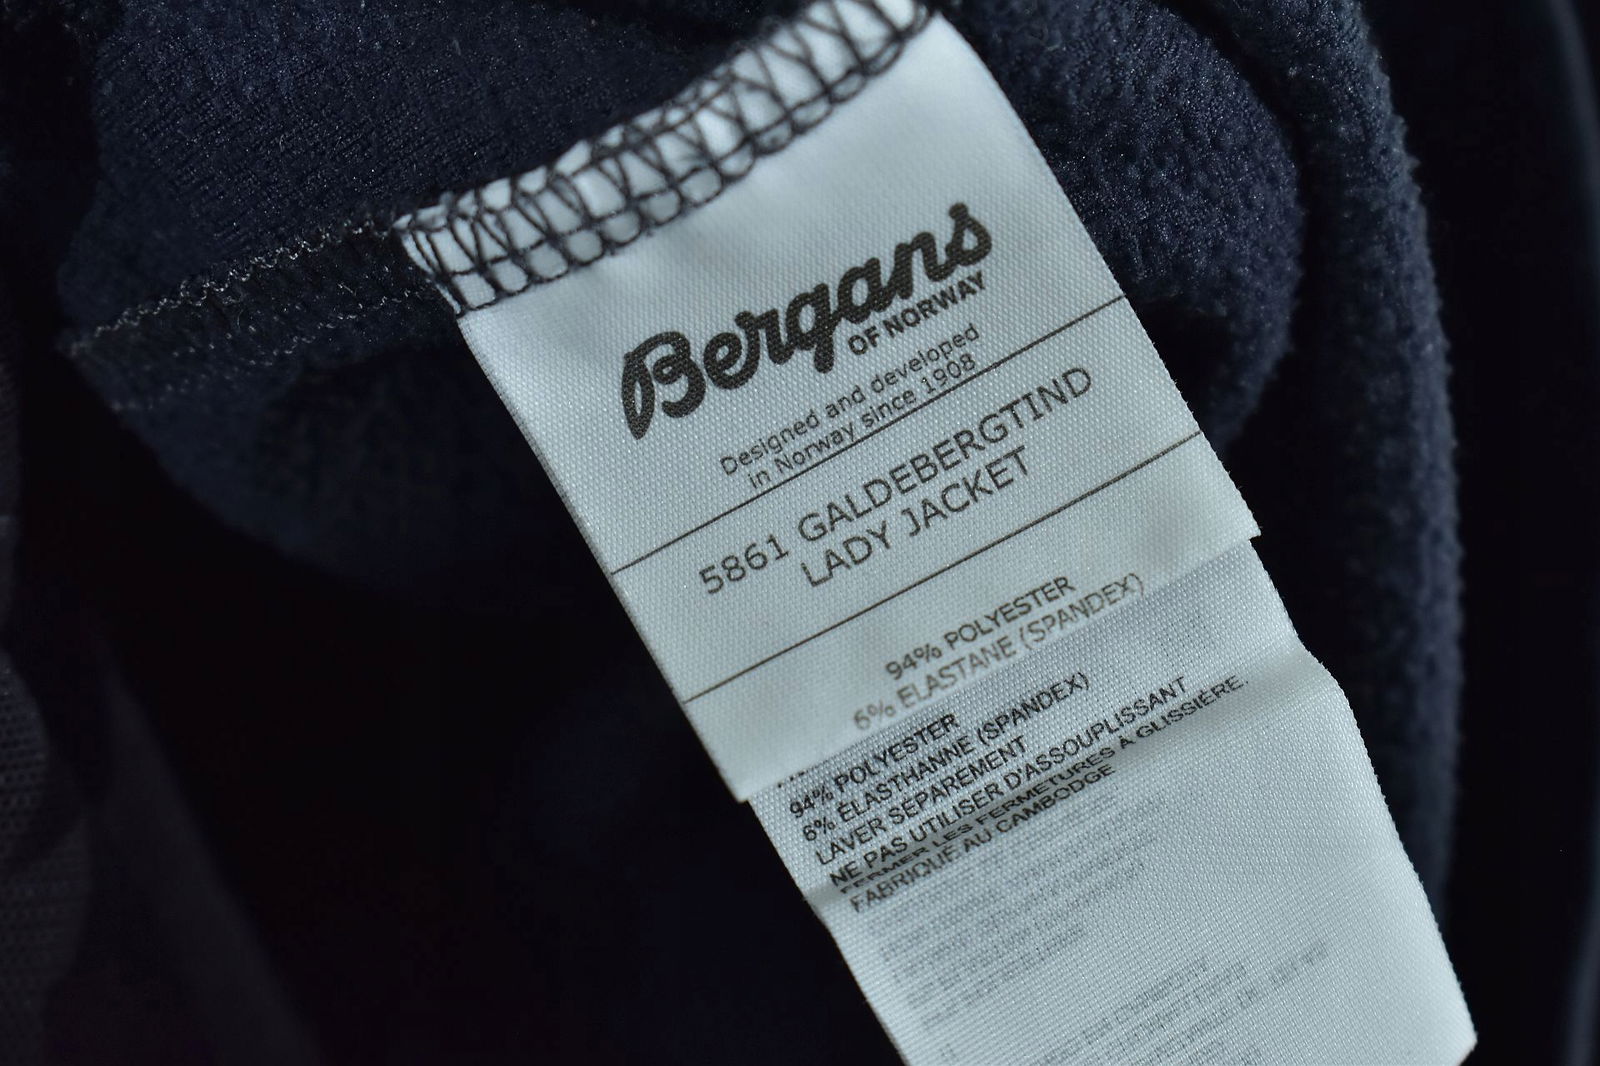 Bergans
OF NORWAY
Designed and developed
in Norway since 1908
5861 GALDEBERGTIND
LADY JACKET
94% POLYESTER
6% ELASTANE (SPANDEX)
94% POLYESTER
6% ÉLASTHANNE (SPANDEX)
LAVER SÉPARÉMENT
NE PAS UTILISER D'ASSOUPLISSANT
FERMER LES FERMETURES À GLISSIÈRE.
FABRIQUÉ AU CAMBODGE